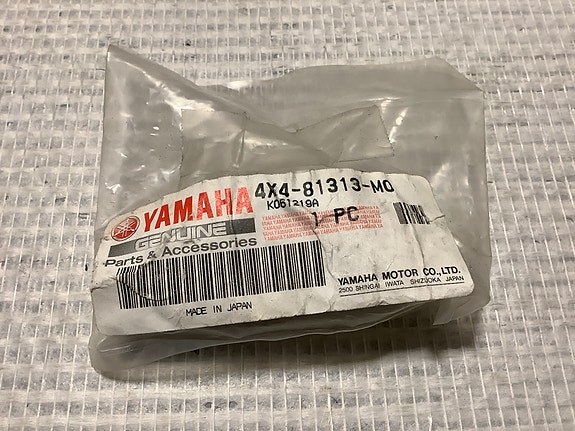 YAMAHA
GENUINE
Parts & Accessories
4X4-81313-M0
K051219A
1 PC
MADE IN JAPAN
YAMAHA MOTOR CO.,LTD.
2500 SHINGAI IWATA SHIZUOKA JAPAN